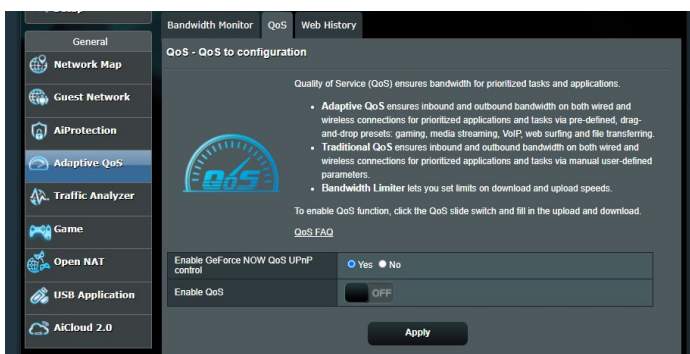 Bandwidth Monitor QoS Web History
General
Network Map
Guest Network
AiProtection
Adaptive QoS
Traffic Analyzer
Game
Open NAT
USB Application
AiCloud 2.0
QoS - QoS to configuration
QoS
Quality of Service (QoS) ensures bandwidth for prioritized tasks and applications.
• Adaptive QoS ensures inbound and outbound bandwidth on both wired and
wireless connections for prioritized applications and tasks via pre-defined, drag-
and-drop presets: gaming, media streaming, VoIP, web surfing and file transferring.
• Traditional QoS ensures inbound and outbound bandwidth on both wired and
wireless connections for prioritized applications and tasks via manual user-defined
parameters.
• Bandwidth Limiter lets you set limits on download and upload speeds.
To enable QoS function, click the QoS slide switch and fill in the upload and download.
QoS FAQ
Enable GeForce NOW QoS UPnP
control
Yes No
Enable QoS
OFF
Apply